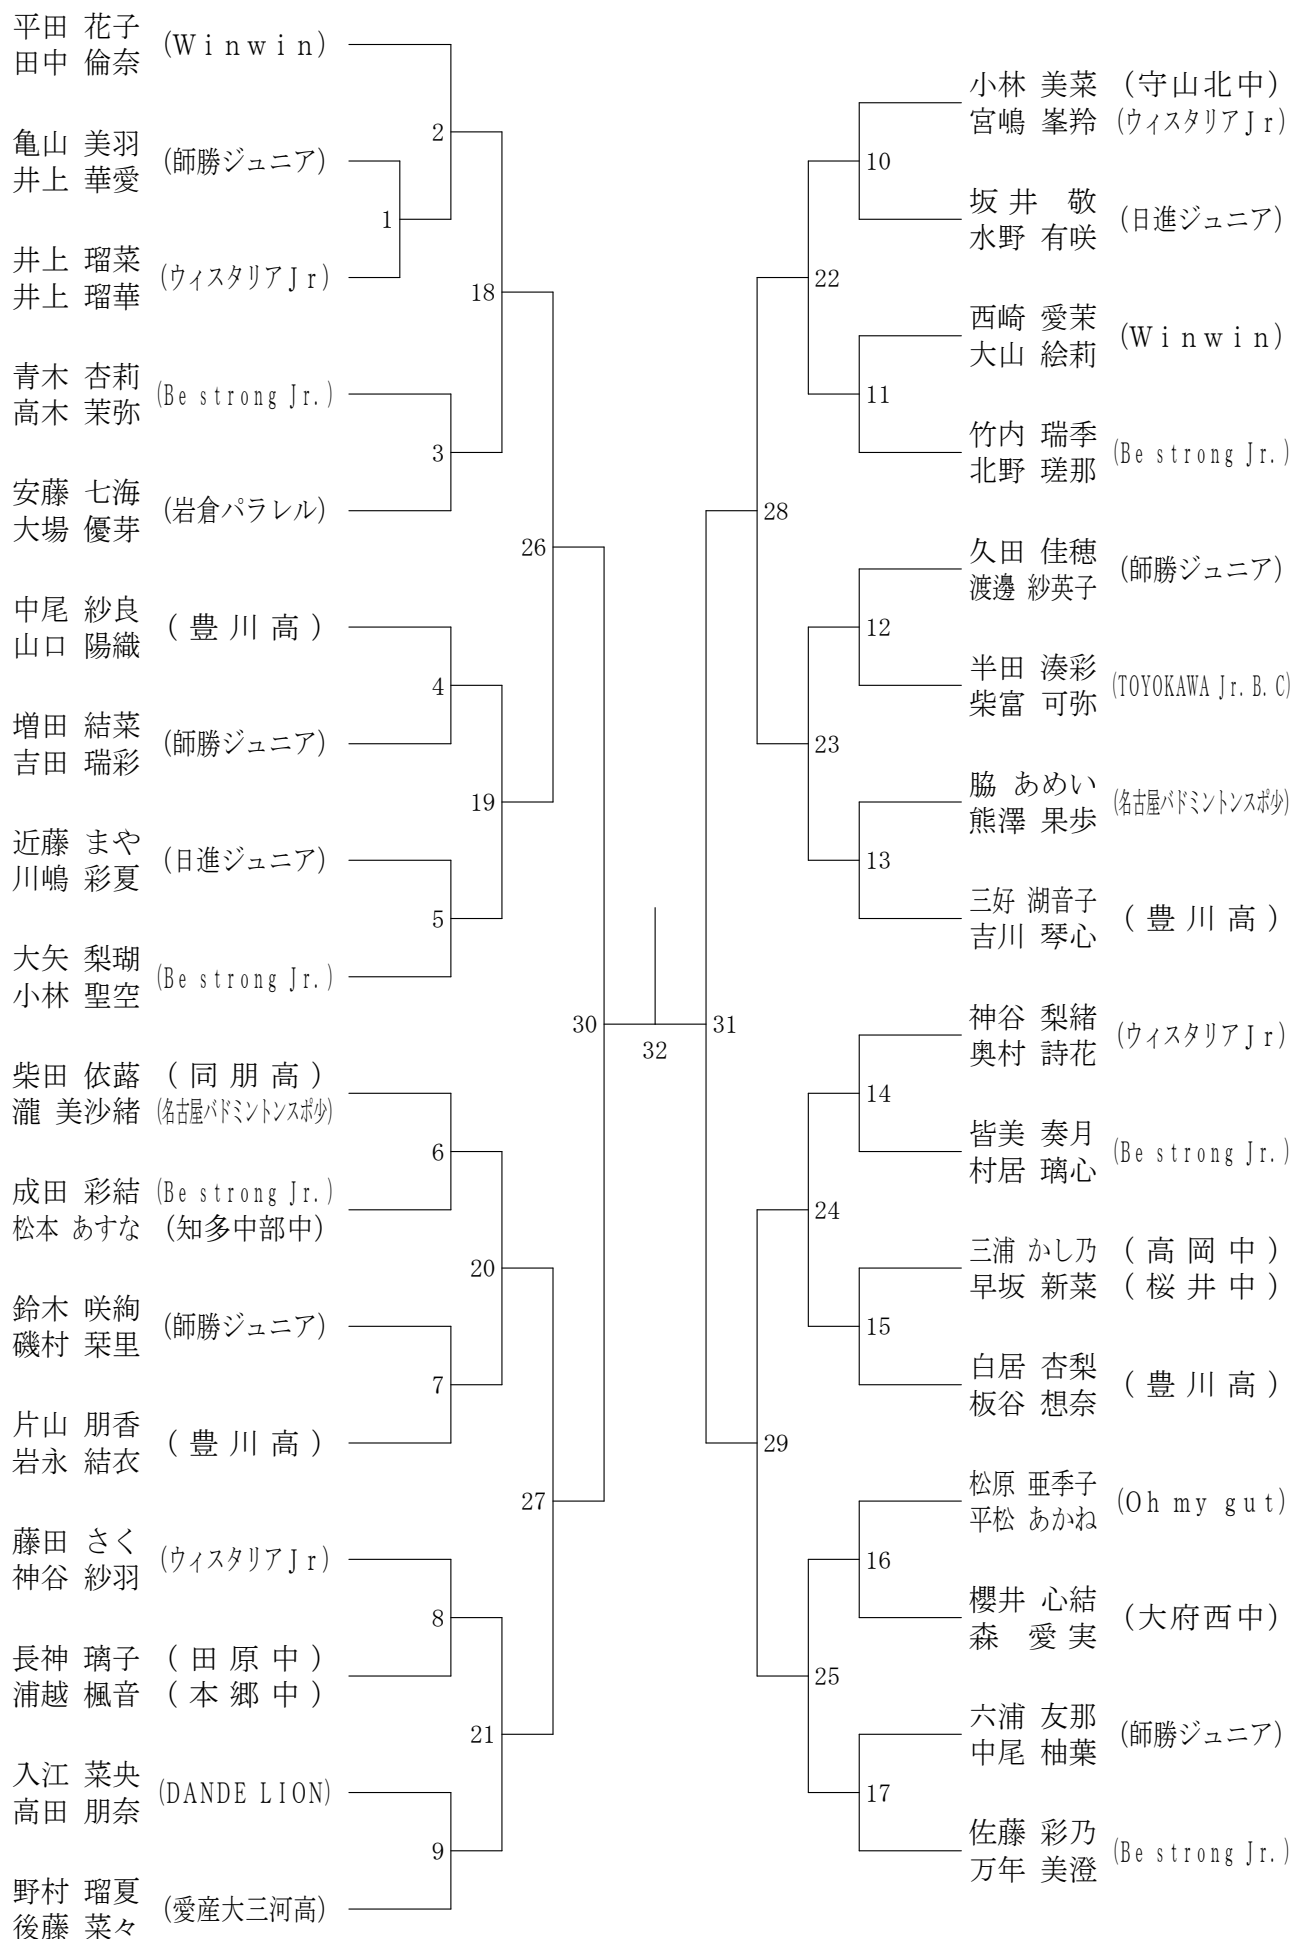 平田 花子 (Winwin)
田中 倫奈
2
亀山 美羽 (師勝ジュニア)
井上 華愛
1
井上 瑠菜 (ウィスタリアJr)
井上 瑠華
18
青木 杏莉 (Be strong Jr.)
高木 茉弥
3
安藤 七海 (岩倉パラレル)
大場 優芽
26
中尾 紗良 (豊川高)
山口 陽織
4
増田 結菜 (師勝ジュニア)
吉田 瑞彩
19
近藤 まや (日進ジュニア)
川嶋 彩夏
5
大矢 梨瑚 (Be strong Jr.)
小林 聖空
30
柴田 依蕗 (同朋高)
瀧 美沙緒 (名古屋バドミントンスポ少)
6
成田 彩結 (Be strong Jr.)
松本 あすな (知多中部中)
20
鈴木 咲絢 (師勝ジュニア)
磯村 栞里
7
片山 朋香 (豊川高)
岩永 結衣
27
藤田 さく (ウィスタリアJr)
神谷 紗羽
8
長神 璃子 (田原中)
浦越 楓音 (本郷中)
21
入江 菜央 (DANDE LION)
高田 朋奈
9
野村 瑠夏 (愛産大三河高)
後藤 菜々
32
小林 美菜 (守山北中)
宮嶋 峯羚 (ウィスタリアJr)
10
坂井 敬 (日進ジュニア)
水野 有咲
22
西崎 愛茉 (Winwin)
大山 絵莉
11
竹内 瑞季 (Be strong Jr.)
北野 瑳那
28
久田 佳穂 (師勝ジュニア)
渡邊 紗英子
12
半田 湊彩 (TOYOKAWA Jr.B.C)
柴富 可弥
23
脇 あめい (名古屋バドミントンスポ少)
熊澤 果歩
13
三好 湖音子 (豊川高)
吉川 琴心
31
神谷 梨緒 (ウィスタリアJr)
奥村 詩花
14
皆美 奏月 (Be strong Jr.)
村居 璃心
24
三浦 かし乃 (高岡中)
早坂 新菜 (桜井中)
15
白居 杏梨 (豊川高)
板谷 想奈
29
松原 亜季子 (Oh my gut)
平松 あかね
16
櫻井 心結 (大府西中)
森 愛実
25
六浦 友那 (師勝ジュニア)
中尾 柚葉
17
佐藤 彩乃 (Be strong Jr.)
万年 美澄